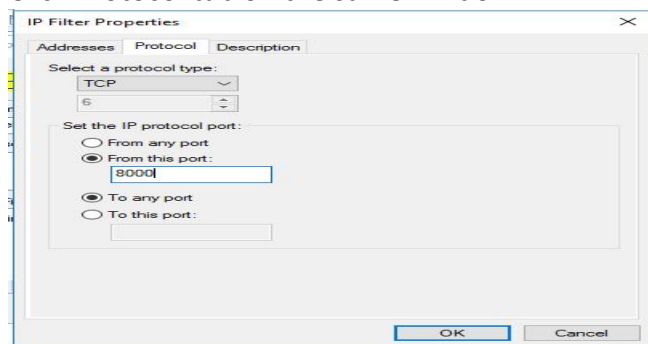 IP Filter Properties
Addresses Protocol Description
Select a protocol type:
TCP
6
Set the IP protocol port:
From any port
From this port:
8000
To any port
To this port:
OK Cancel